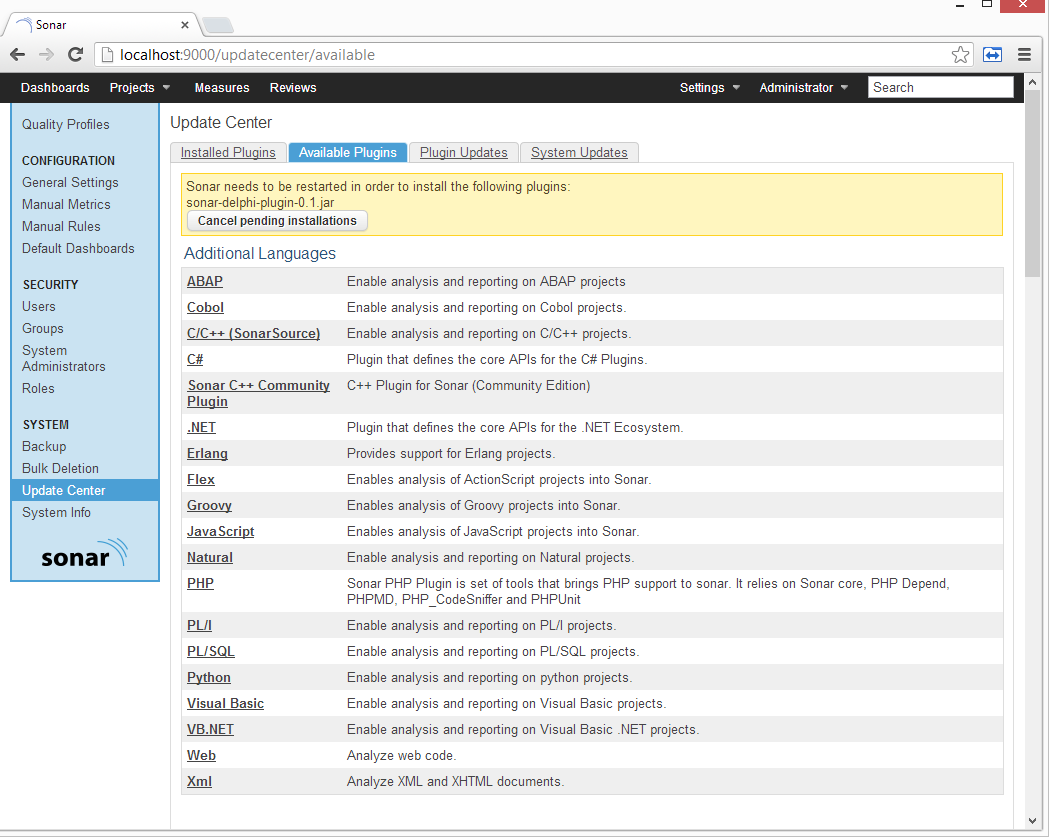 Sonar
localhost:9000/updatecenter/available
Dashboards Projects Measures Reviews Settings Administrator Search
Quality Profiles
CONFIGURATION
General Settings
Manual Metrics
Manual Rules
Default Dashboards
SECURITY
Users
Groups
System
Administrators
Roles
SYSTEM
Backup
Bulk Deletion
Update Center
System Info
sonar
Update Center
Installed Plugins Available Plugins Plugin Updates System Updates
Sonar needs to be restarted in order to install the following plugins:
sonar-delphi-plugin-0.1.jar
Cancel pending installations
Additional Languages
ABAP Enable analysis and reporting on ABAP projects
Cobol Enable analysis and reporting on Cobol projects.
C/C++ (SonarSource) Enable analysis and reporting on C/C++ projects.
C# Plugin that defines the core APIs for the C# Plugins.
Sonar C++ Community C++ Plugin for Sonar (Community Edition)
Plugin
.NET Plugin that defines the core APIs for the .NET Ecosystem.
Erlang Provides support for Erlang projects.
Flex Enables analysis of ActionScript projects into Sonar.
Groovy Enables analysis of Groovy projects into Sonar.
JavaScript Enables analysis of JavaScript projects into Sonar.
Natural Enable analysis and reporting on Natural projects.
PHP Sonar PHP Plugin is set of tools that brings PHP support to sonar. It relies on Sonar core, PHP Depend,
PHPMD, PHP_CodeSniffer and PHPUnit
PL/I Enable analysis and reporting on PL/I projects.
PL/SQL Enable analysis and reporting on PL/SQL projects.
Python Enable analysis and reporting on python projects.
Visual Basic Enable analysis and reporting on Visual Basic projects.
VB.NET Enable analysis and reporting on Visual Basic .NET projects.
Web Analyze web code.
Xml Analyze XML and XHTML documents.